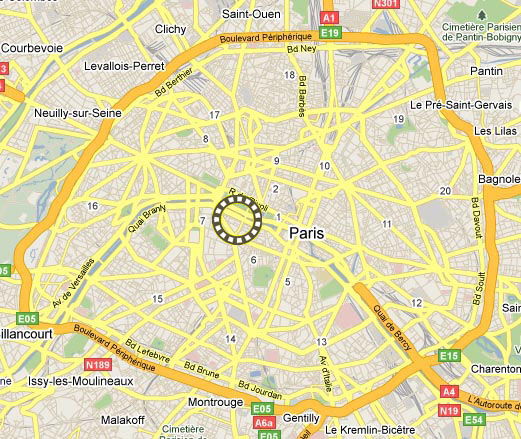 N301
Saint-Ouen
A1
Cimetière Parisien
de Pantin-Bobigny
Clichy
E19
Boulevard Périphérique
Bd Ney
Courbevoie
Levallois-Perret
Pantin
Bd Berthier
18
Bd Barbès
Neuilly-sur-Seine
Le Pré-Saint-Gervais
17
19
Les Lilas
9
10
Bagnole
2
20
R. de Rivoli
16
Quai Branly
7
1
Bd Davout
Paris
3
11
6
05
Av de Versailles
15
5
Bd Soult
12
Sain
Quai de Bercy
E05
illancourt
Boulevard Périphérique
14
13
Bd Lefebvre
Bd Brune
Av d'Italie
E15
N189
Charenton
Issy-les-Moulineaux
Bd Jourdan
A4
Montrouge
E05
N19
L'Autoroute de
Malakoff
Gentilly
A6a
E54
Cimetière
Le Kremlin-Bicêtre
E05